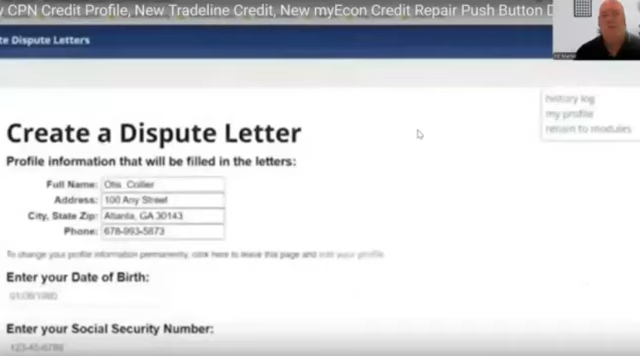 CPN Credit Profile, New Tradeline Credit, New myEcon Credit Repair Push Button D
te Dispute Letters
history log
my profile
return to modules
Create a Dispute Letter
Profile information that will be filled in the letters:
Full Name: Otis Collier
Address: 100 Any Street
City, State Zip: Atlanta, GA 30143
Phone: 678-993-5873
To change your profile information permanently, click here to leave this page and edit your profile
Enter your Date of Birth:
Enter your Social Security Number:
123-45-6789